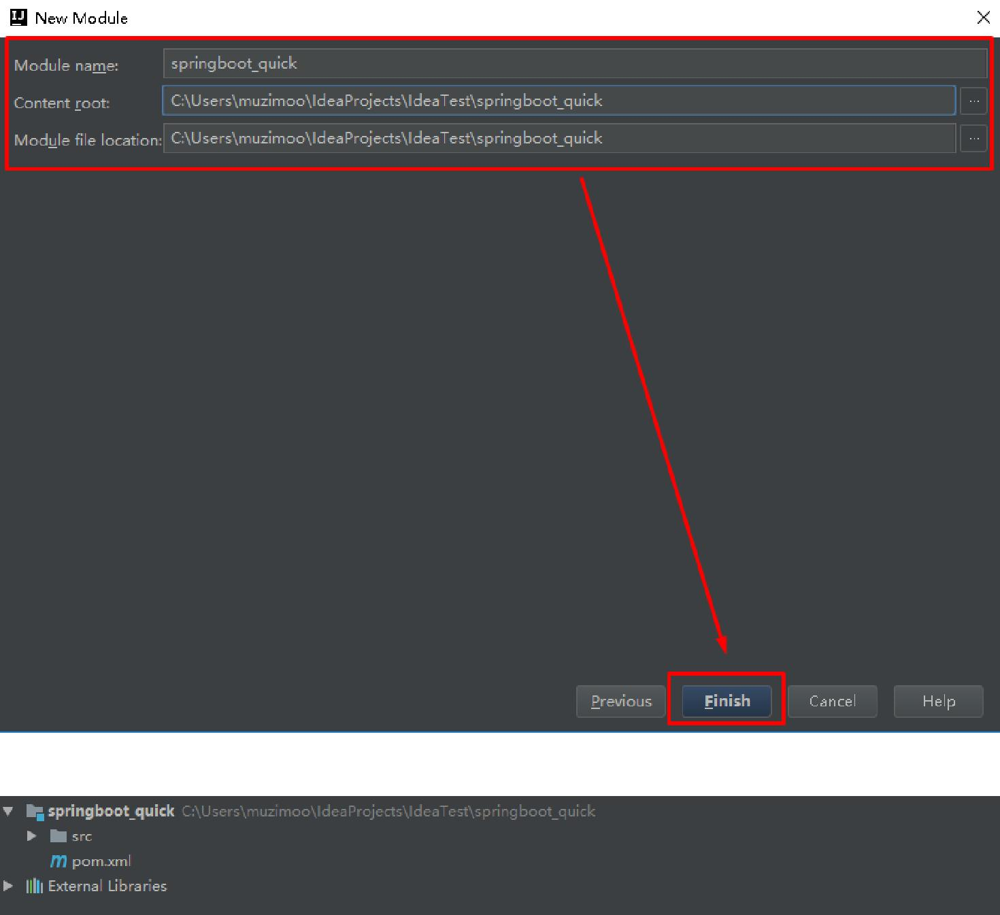 New Module
Module name: springboot_quick
Content root: C:\Users\muzimoo\IdeaProjects\IdeaTest\springboot_quick ...
Module file location: C:\Users\muzimoo\IdeaProjects\IdeaTest\springboot_quick ...
Previous Finish Cancel Help
springboot_quick C:\Users\muzimoo\IdeaProjects\IdeaTest\springboot_quick
src
pom.xml
External Libraries